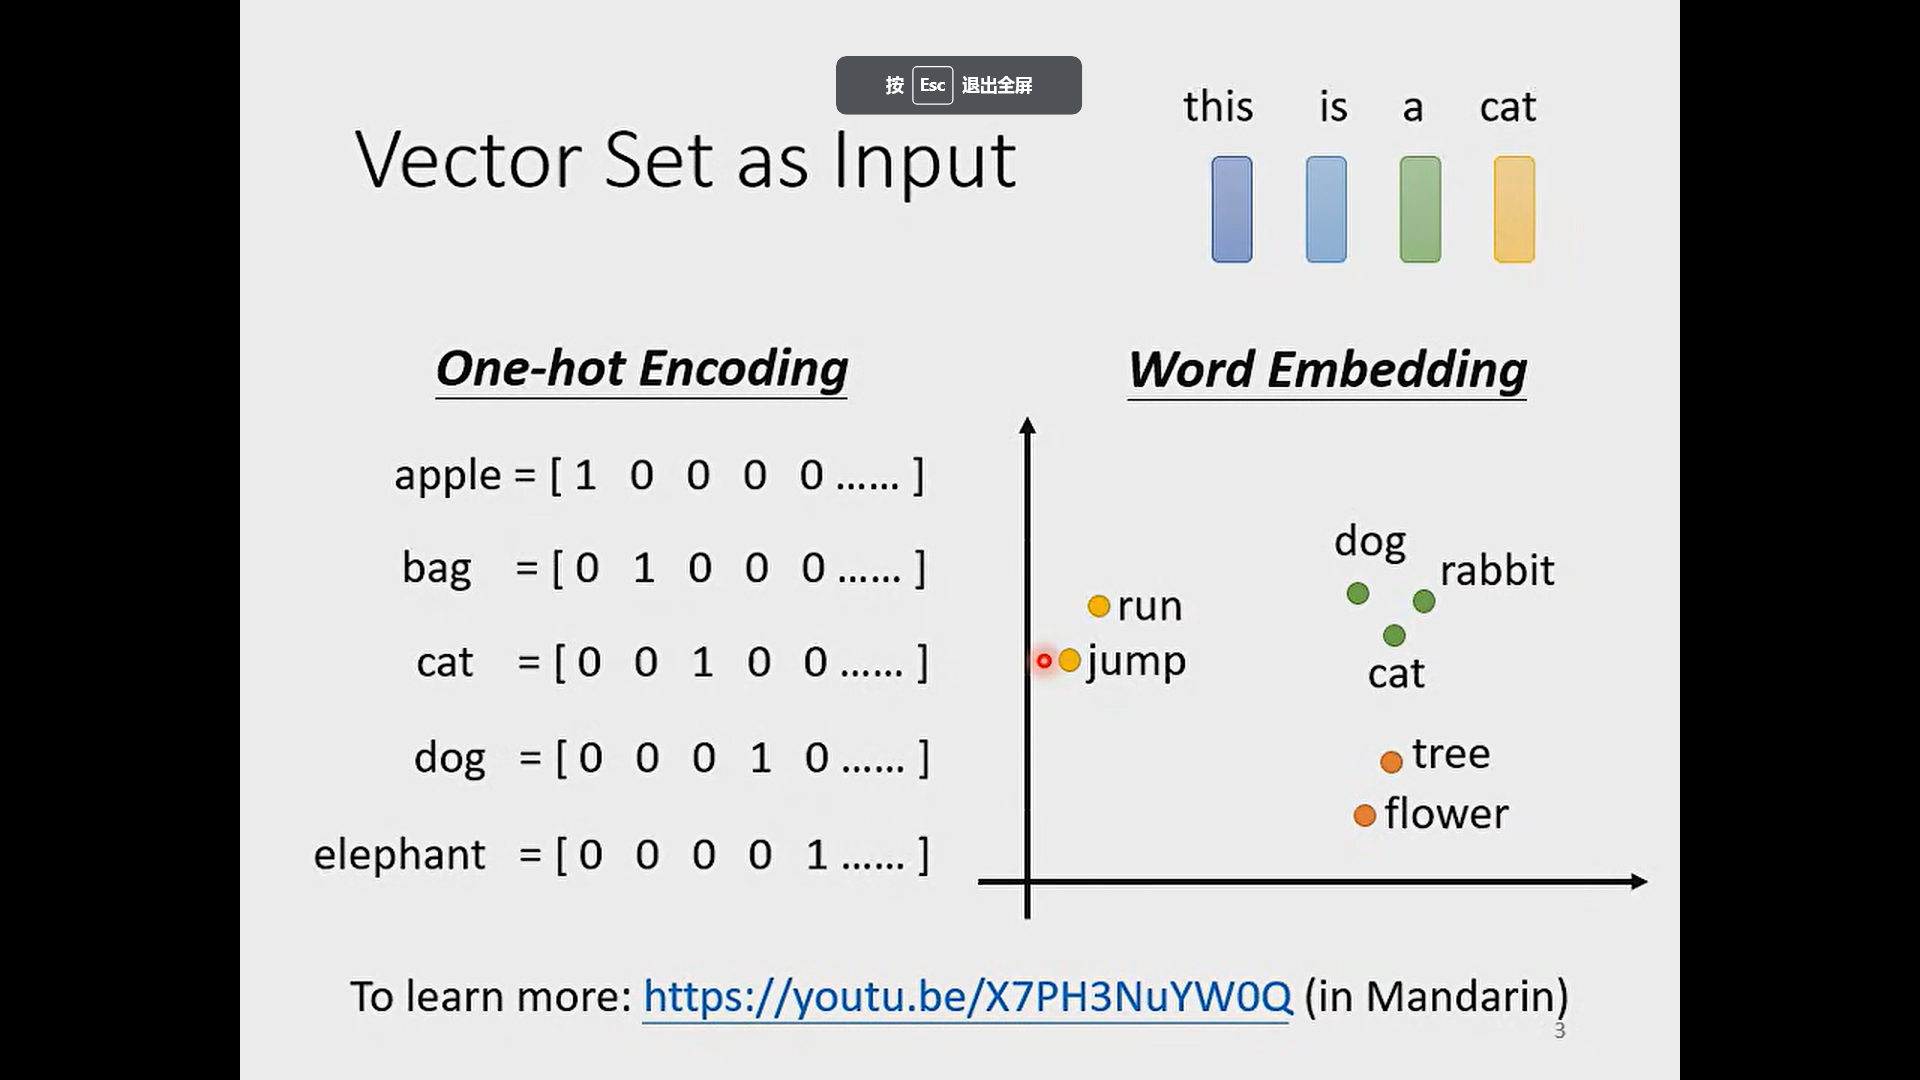 按 Esc 退出全屏
this is a cat
Vector Set as Input
One-hot Encoding
apple = [ 1 0 0 0 0 …… ]
bag = [ 0 1 0 0 0 …… ]
cat = [ 0 0 1 0 0 …… ]
dog = [ 0 0 0 1 0 …… ]
elephant = [ 0 0 0 0 1 …… ]
Word Embedding
dog
rabbit
run
jump
cat
tree
flower
To learn more: https://youtu.be/X7PH3NuYW0Q (in Mandarin)
3